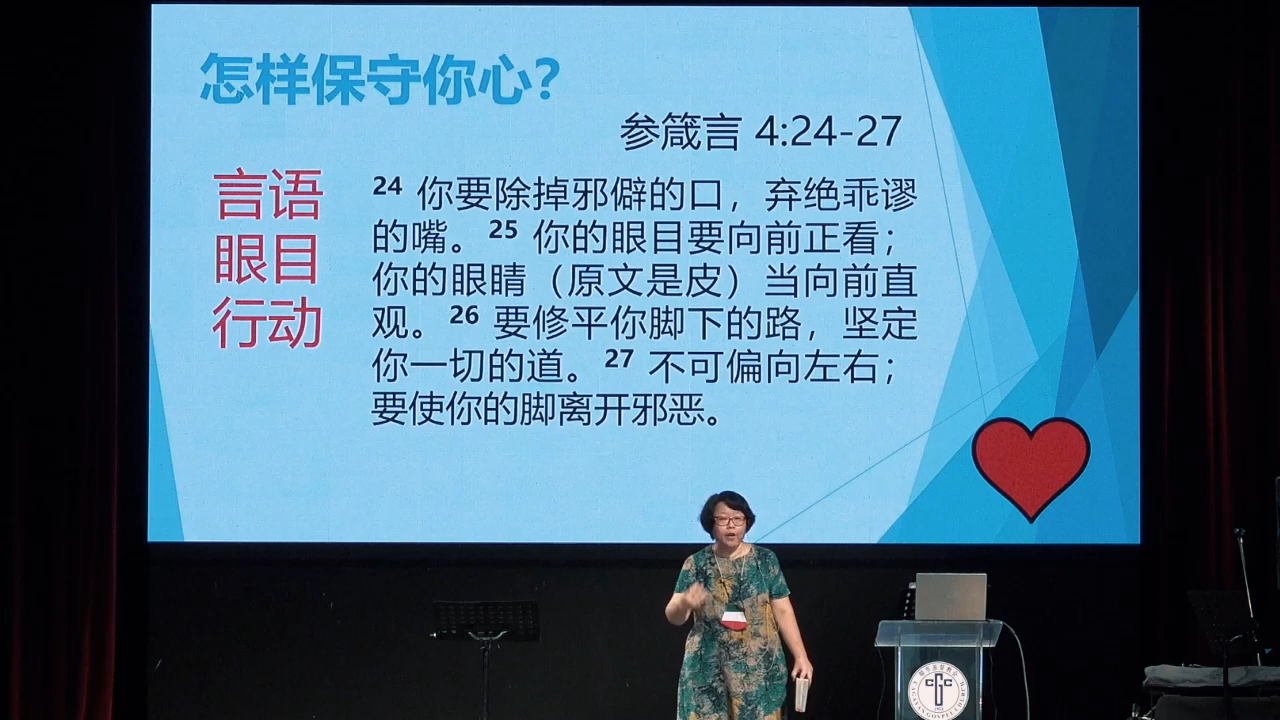 怎样保守你心?
参箴言 4:24-27
言语
眼目
行动
24 你要除掉邪僻的口，弃绝乖谬
的嘴。25 你的眼目要向前正看；
你的眼睛（原文是皮）当向前直
观。26 要修平你脚下的路，坚定
你一切的道。27 不可偏向左右；
要使你的脚离开邪恶。
CGC
CAGAYAN GOSPEL CHURCH